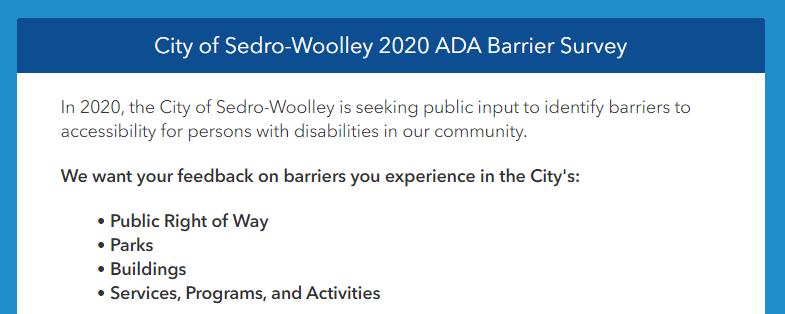 City of Sedro-Woolley 2020 ADA Barrier Survey
In 2020, the City of Sedro-Woolley is seeking public input to identify barriers to
accessibility for persons with disabilities in our community.
We want your feedback on barriers you experience in the City's:
• Public Right of Way
• Parks
• Buildings
• Services, Programs, and Activities